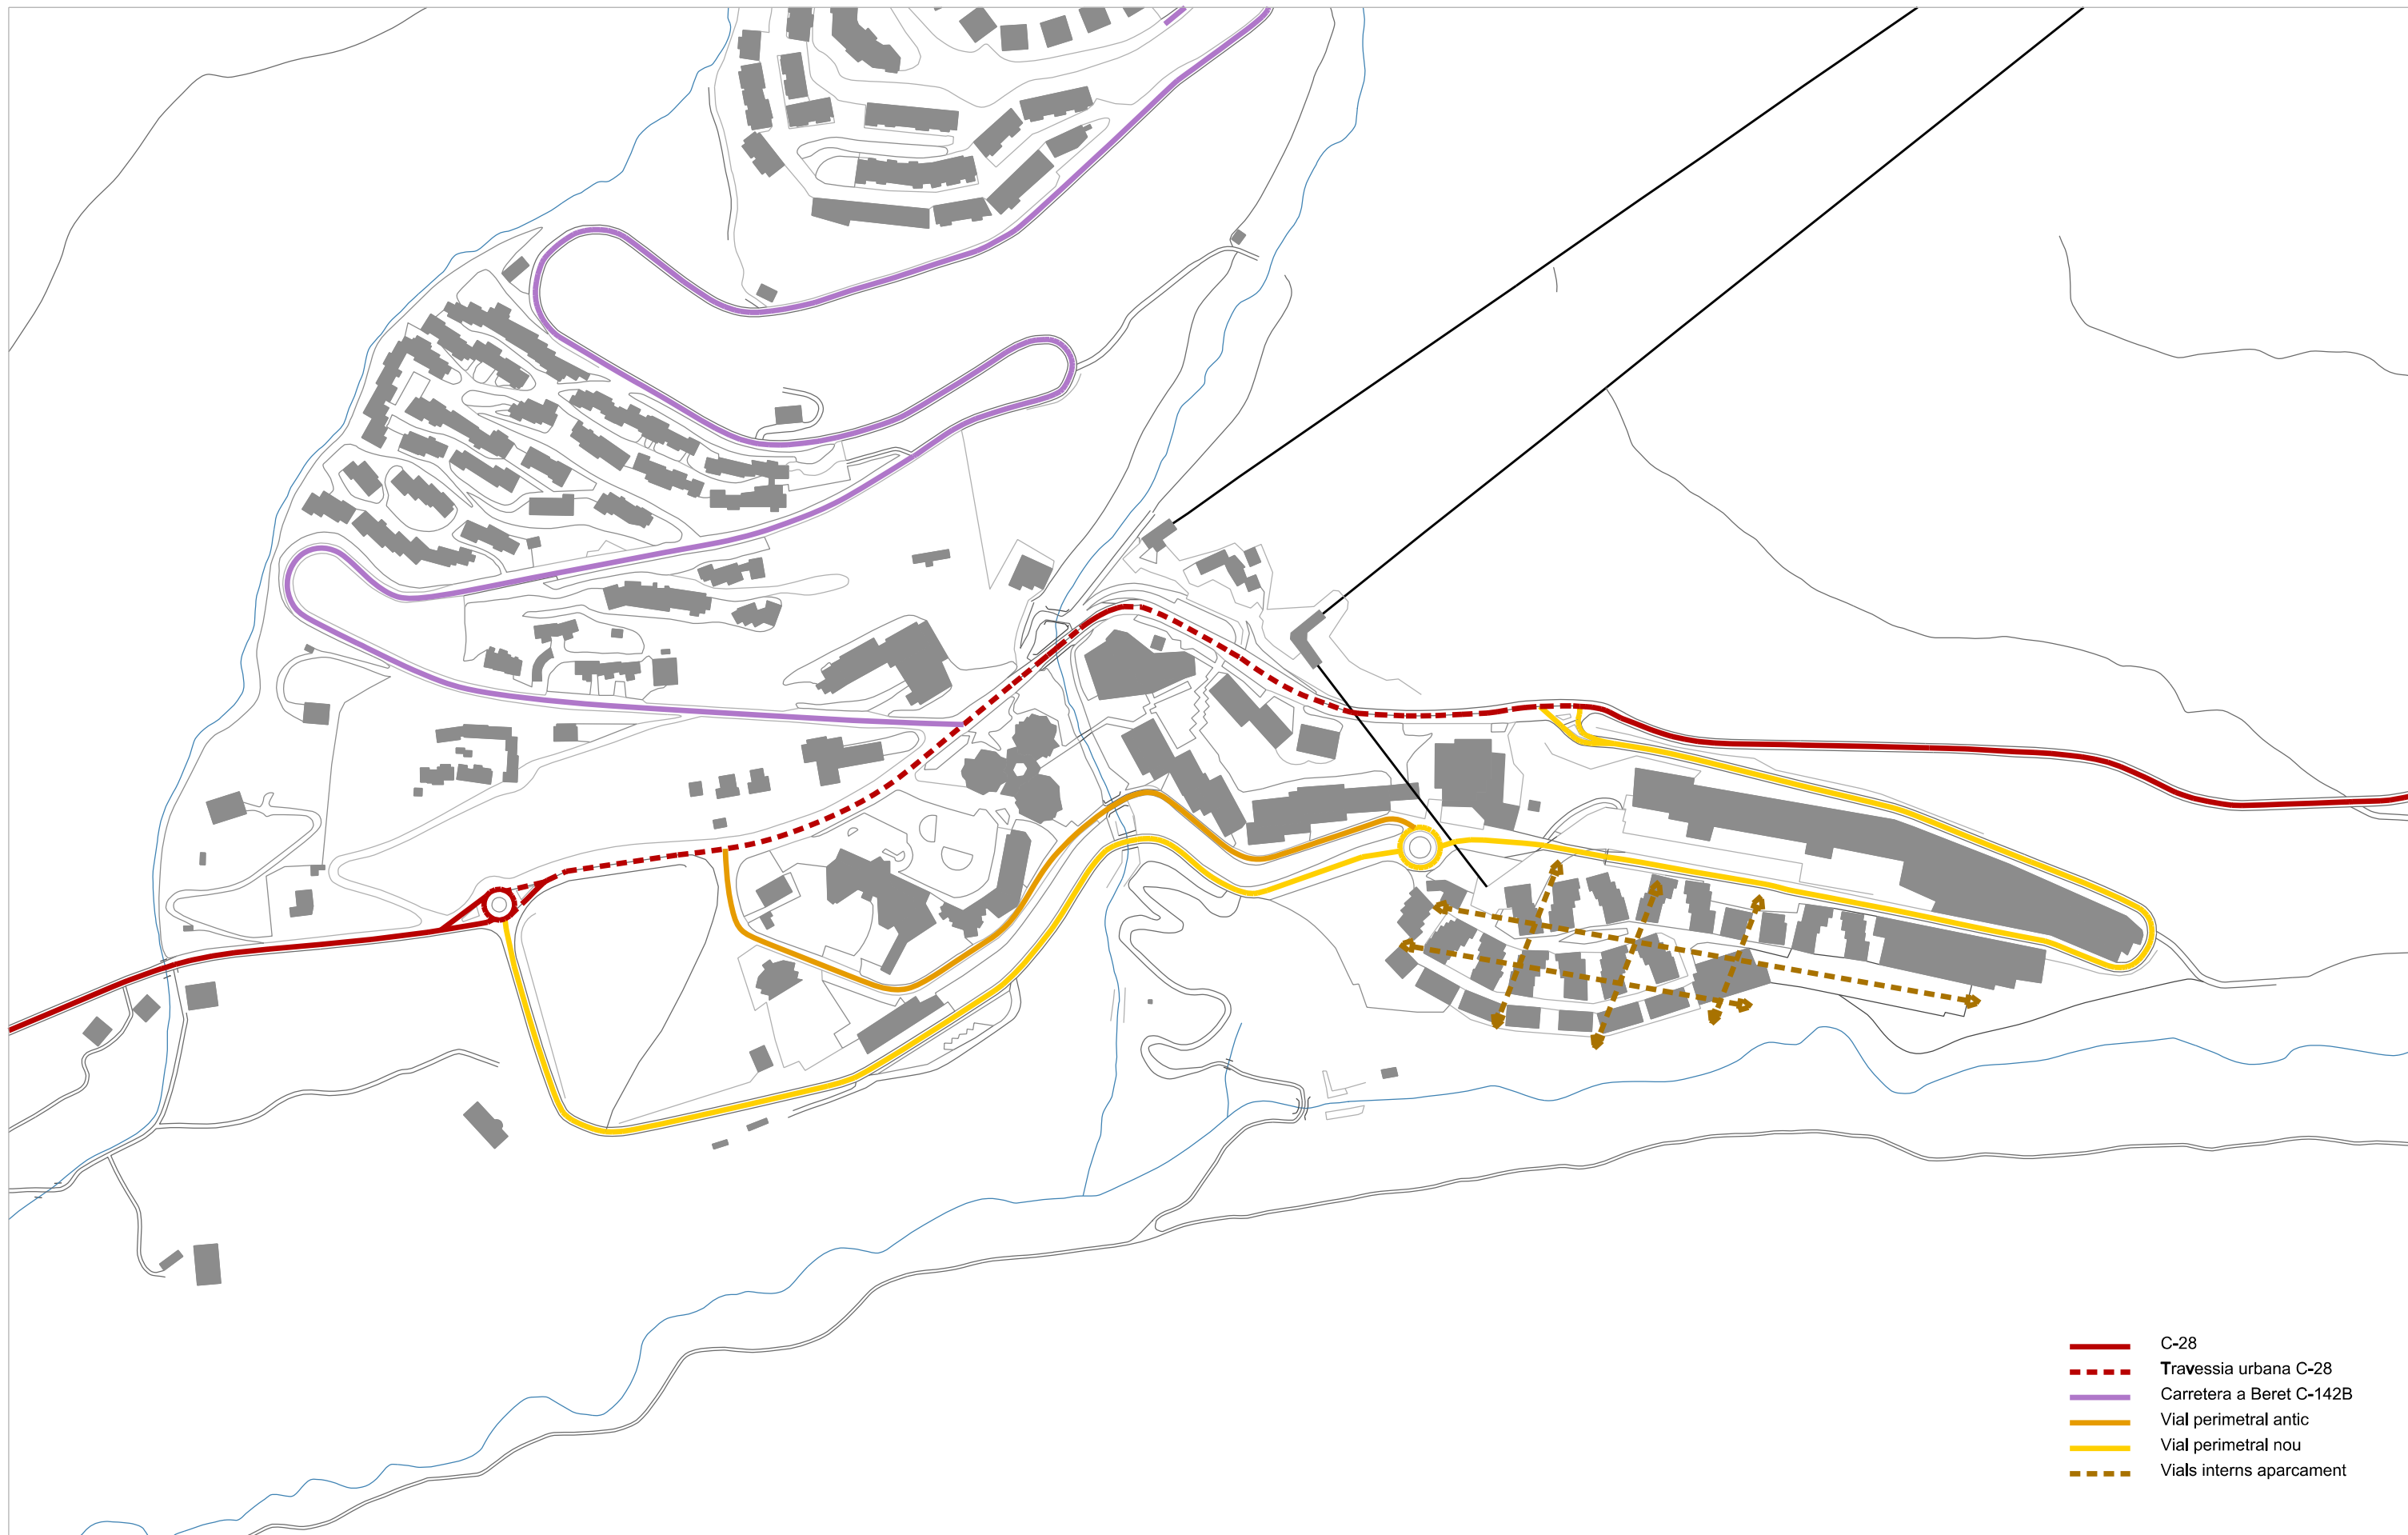 C-28
Travessia urbana C-28
Carretera a Beret C-142B
Vial perimetral antic
Vial perimetral nou
Vials interns aparcament